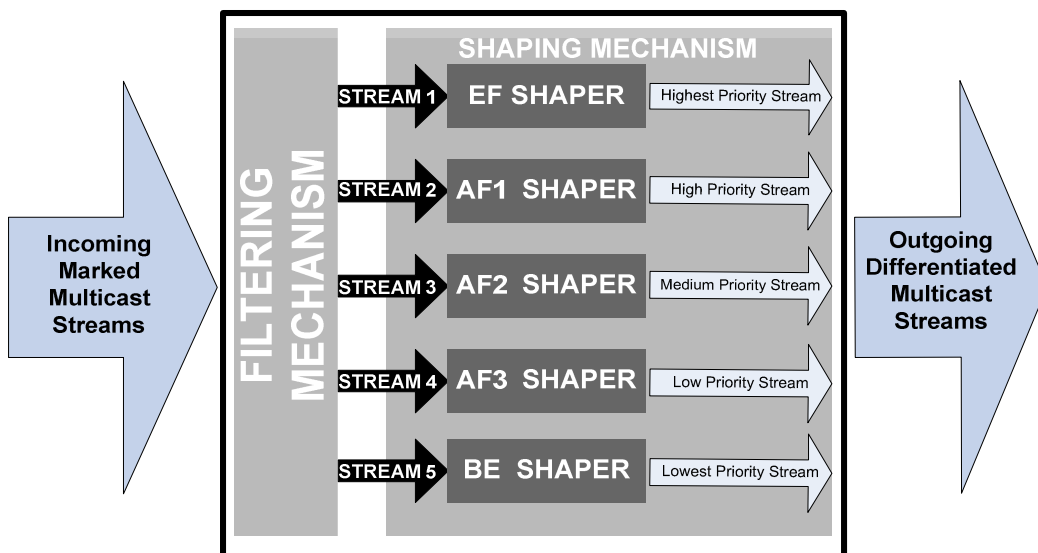 Incoming
Marked
Multicast
Streams
FILTERING
MECHANISM
SHAPING MECHANISM
STREAM 1
EF SHAPER
Highest Priority Stream
STREAM 2
AF1 SHAPER
High Priority Stream
STREAM 3
AF2 SHAPER
Medium Priority Stream
STREAM 4
AF3 SHAPER
Low Priority Stream
STREAM 5
BE SHAPER
Lowest Priority Stream
Outgoing
Differentiated
Multicast
Streams